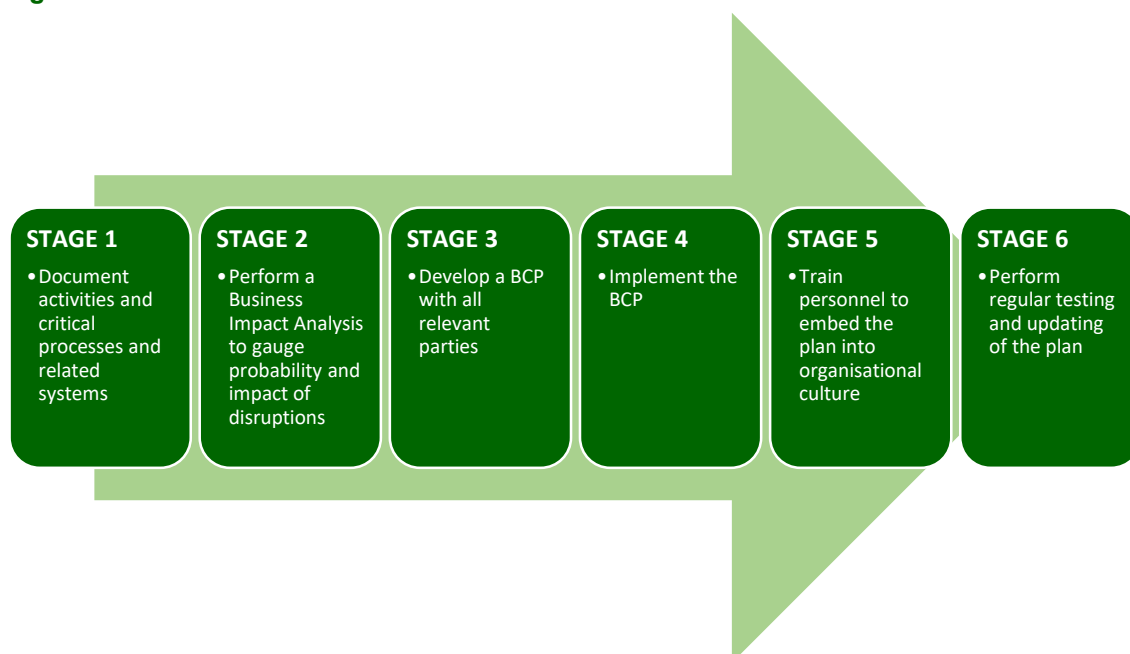 STAGE 1
•Document
activities and
critical
processes and
related
systems
STAGE 2
•Perform a
Business
Impact Analysis
to gauge
probability and
impact of
disruptions
STAGE 3
•Develop a BCP
with all
relevant
parties
STAGE 4
•Implement the
BCP
STAGE 5
•Train
personnel to
embed the
plan into
organisational
culture
STAGE 6
•Perform
regular testing
and updating
of the plan